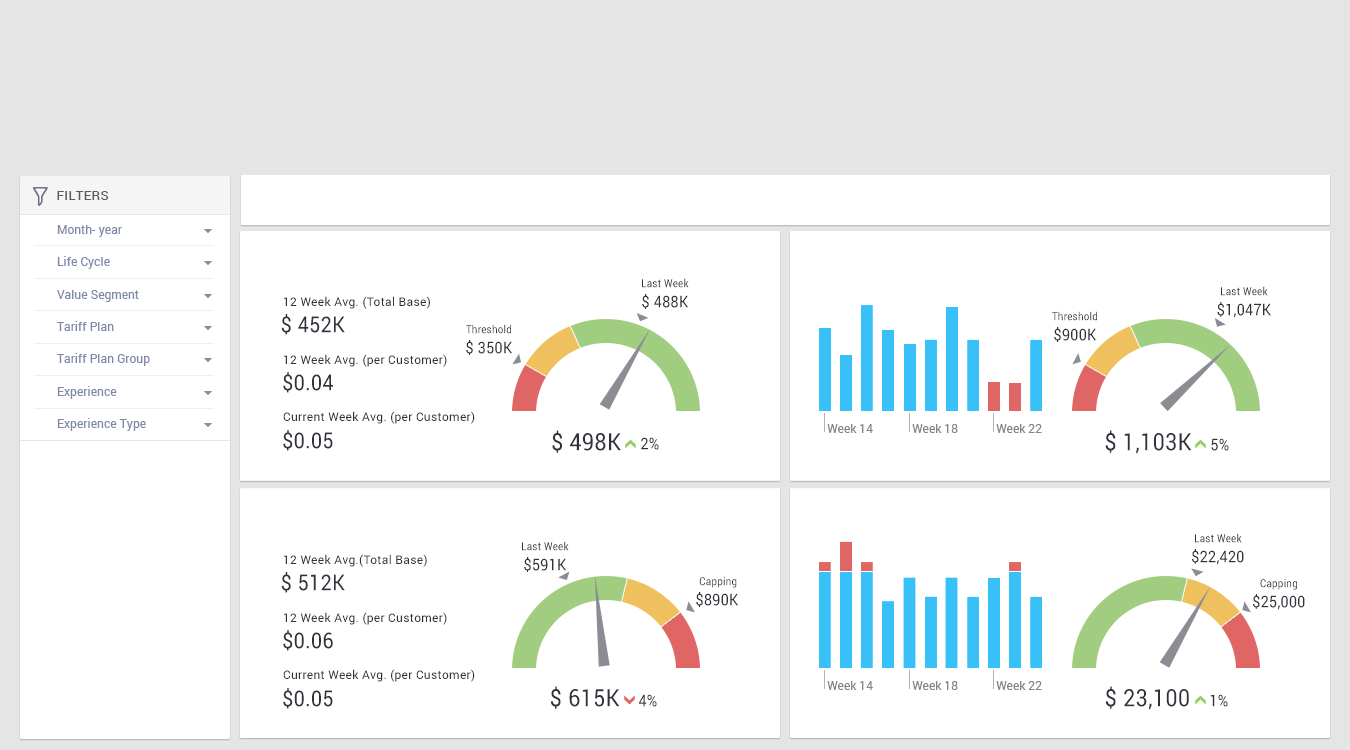 FILTERS
Month- year
Life Cycle
Value Segment
Tariff Plan
Tariff Plan Group
Experience
Experience Type
12 Week Avg. (Total Base)
$ 452K
12 Week Avg. (per Customer)
$0.04
Current Week Avg. (per Customer)
$0.05
Threshold
$ 350K
Last Week
$ 488K
$ 498K 2%
Week 14 Week 18 Week 22
Threshold
$900K
Last Week
$1,047K
$ 1,103K 5%
12 Week Avg.(Total Base)
$ 512K
12 Week Avg. (per Customer)
$0.06
Current Week Avg. (per Customer)
$0.05
Last Week
$591K
Capping
$890K
$ 615K 4%
Week 14 Week 18 Week 22
Last Week
$22,420
Capping
$25,000
$ 23,100 1%